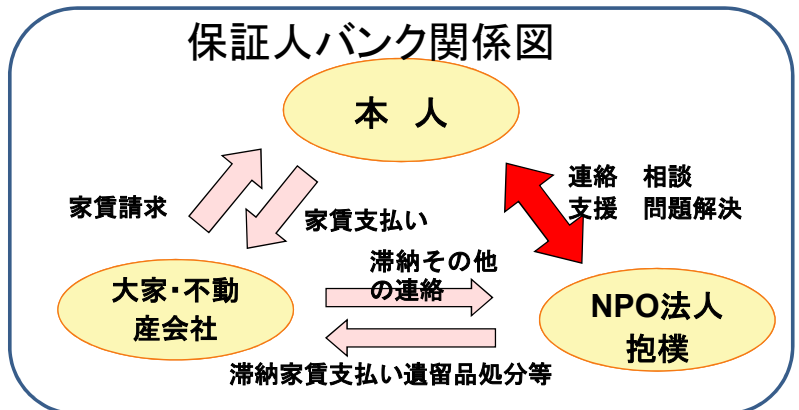 保証人バンク関係図
本　人
連絡　相談
支援　問題解決
家賃請求
家賃支払い
滞納その他
の連絡
大家・不動
産会社
NPO法人
抱樸
滞納家賃支払い遺留品処分等